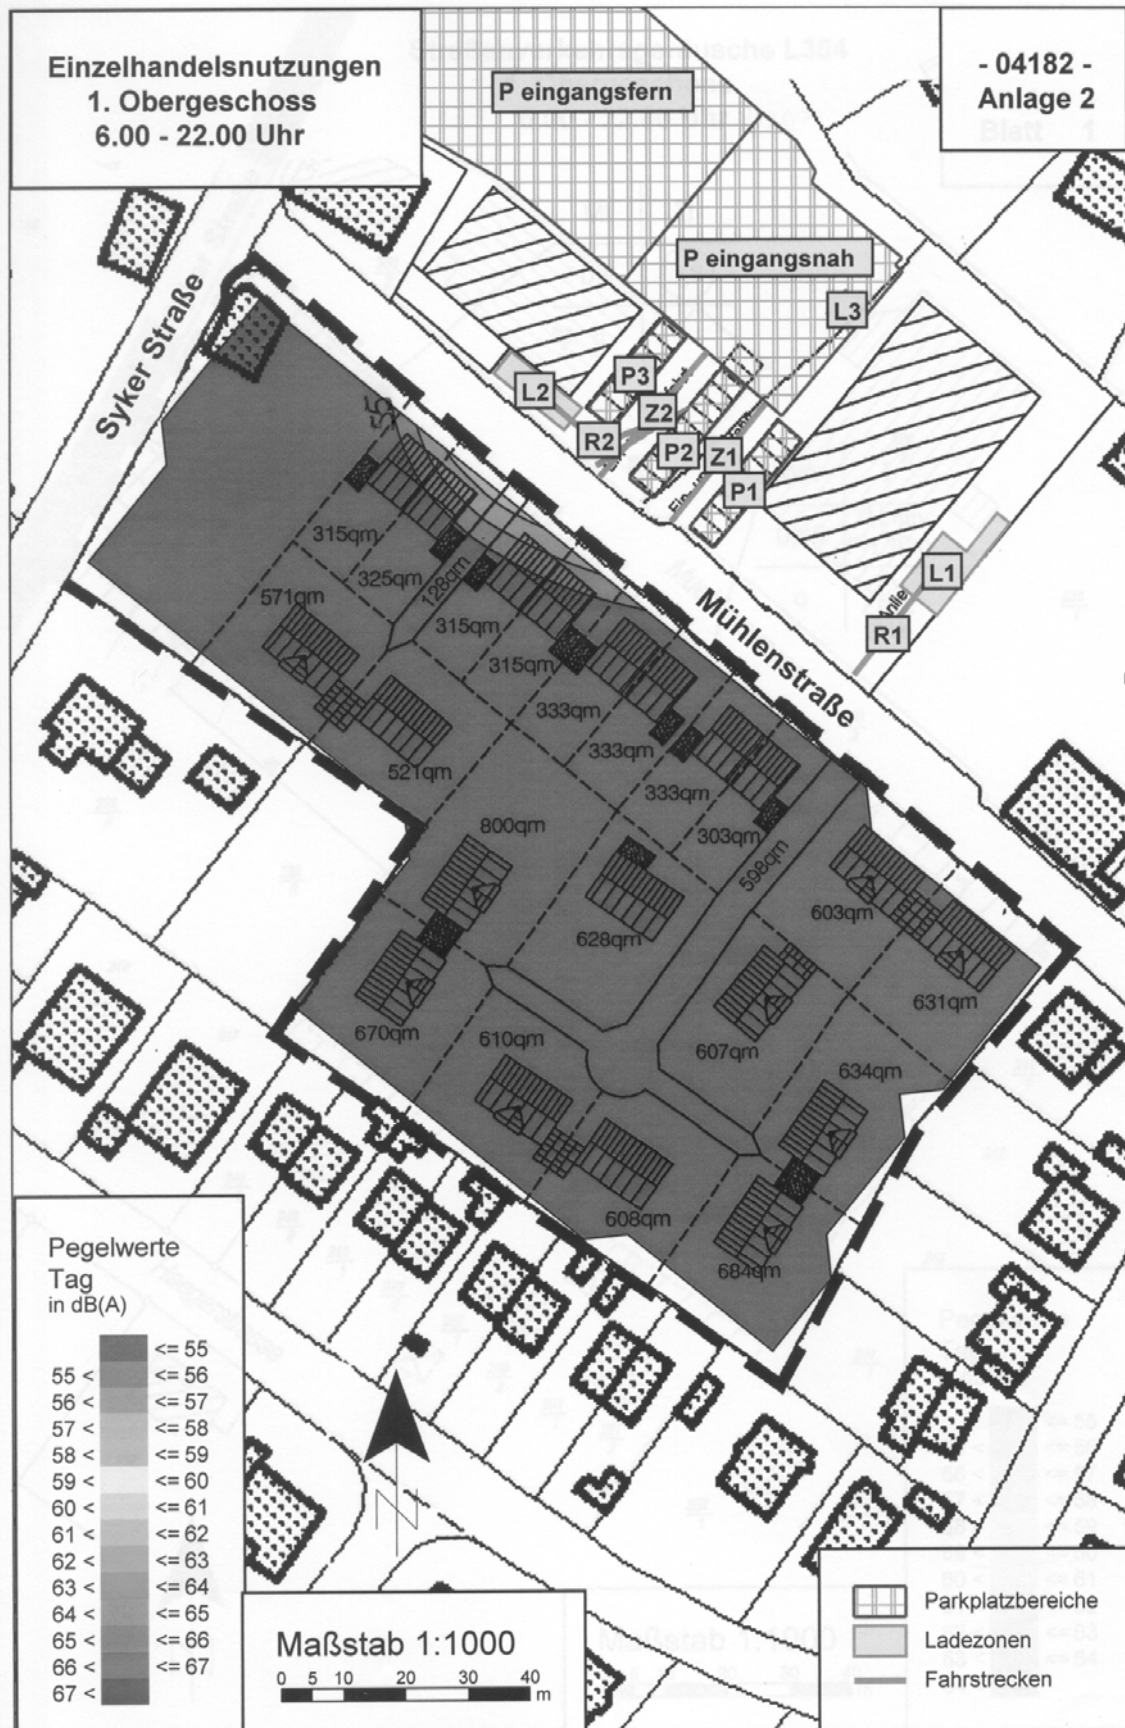 Einzelhandelsnutzungen
1. Obergeschoss
6.00 - 22.00 Uhr
- 04182 -
Anlage 2
Blatt 1
P eingangsfern
P eingangsnah
L3
Syker Straße
L2
P3
Z2
R2
P2
Z1
P1
L1
R1
Mühlenstraße
55
315qm
325qm
128qm
571qm
315qm
315qm
333qm
521qm
333qm
333qm
303qm
800qm
598qm
603qm
628qm
631qm
670qm
607qm
610qm
634qm
608qm
684qm
Pegelwerte
Tag
in dB(A)
<= 55
55 < <= 56
56 < <= 57
57 < <= 58
58 < <= 59
59 < <= 60
60 < <= 61
61 < <= 62
62 < <= 63
63 < <= 64
64 < <= 65
65 < <= 66
66 < <= 67
67 <
N
Maßstab 1:1000
0 5 10 20 30 40 m
Parkplatzbereiche
Ladezonen
Fahrstrecken